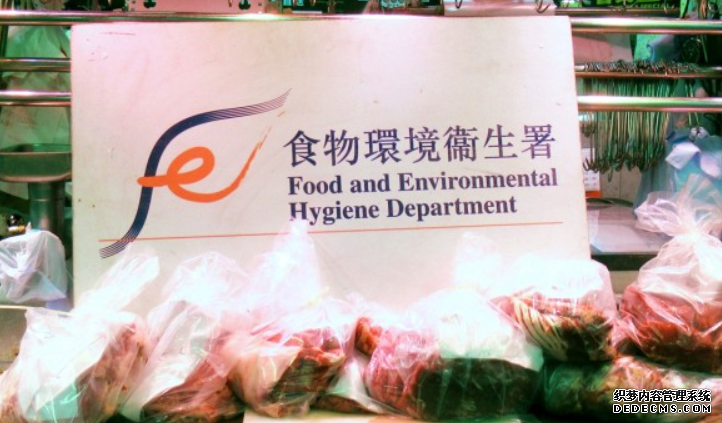 食物環境衞生署
Food and Environmental
Hygiene Department
织梦内容管理系统
DEDECMS.COM